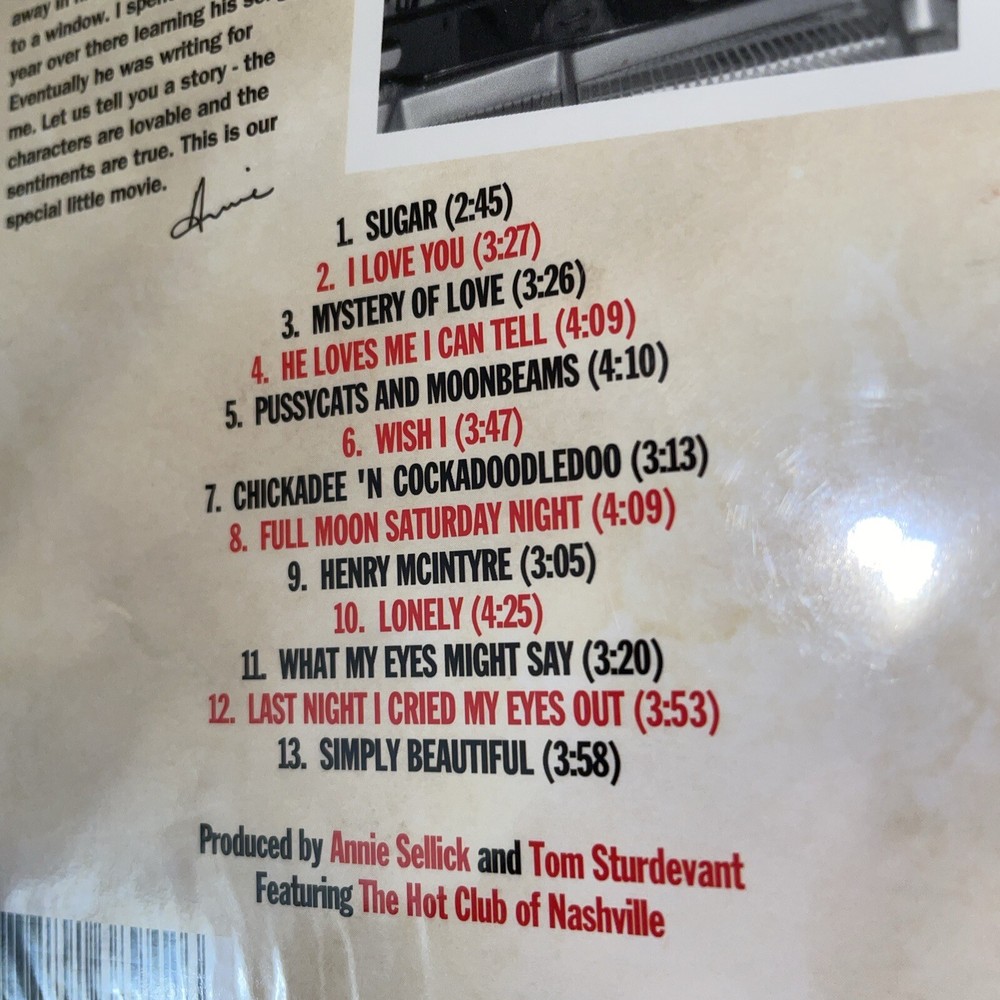 away in
to a window. I spen
year over there learning his
Eventually he was writing for
me. Let us tell you a story - the
characters are lovable and the
sentiments are true. This is our
special little movie.
Annie
1. SUGAR (2:45)
2. I LOVE YOU (3:27)
3. MYSTERY OF LOVE (3:26)
4. HE LOVES ME I CAN TELL (4:09)
5. PUSSYCATS AND MOONBEAMS (4:10)
6. WISH I (3:47)
7. CHICKADEE 'N COCKADOODLEDOO (3:13)
8. FULL MOON SATURDAY NIGHT (4:09)
9. HENRY MCINTYRE (3:05)
10. LONELY (4:25)
11. WHAT MY EYES MIGHT SAY (3:20)
12. LAST NIGHT I CRIED MY EYES OUT (3:53)
13. SIMPLY BEAUTIFUL (3:58)
Produced by Annie Sellick and Tom Sturdevant
Featuring The Hot Club of Nashville